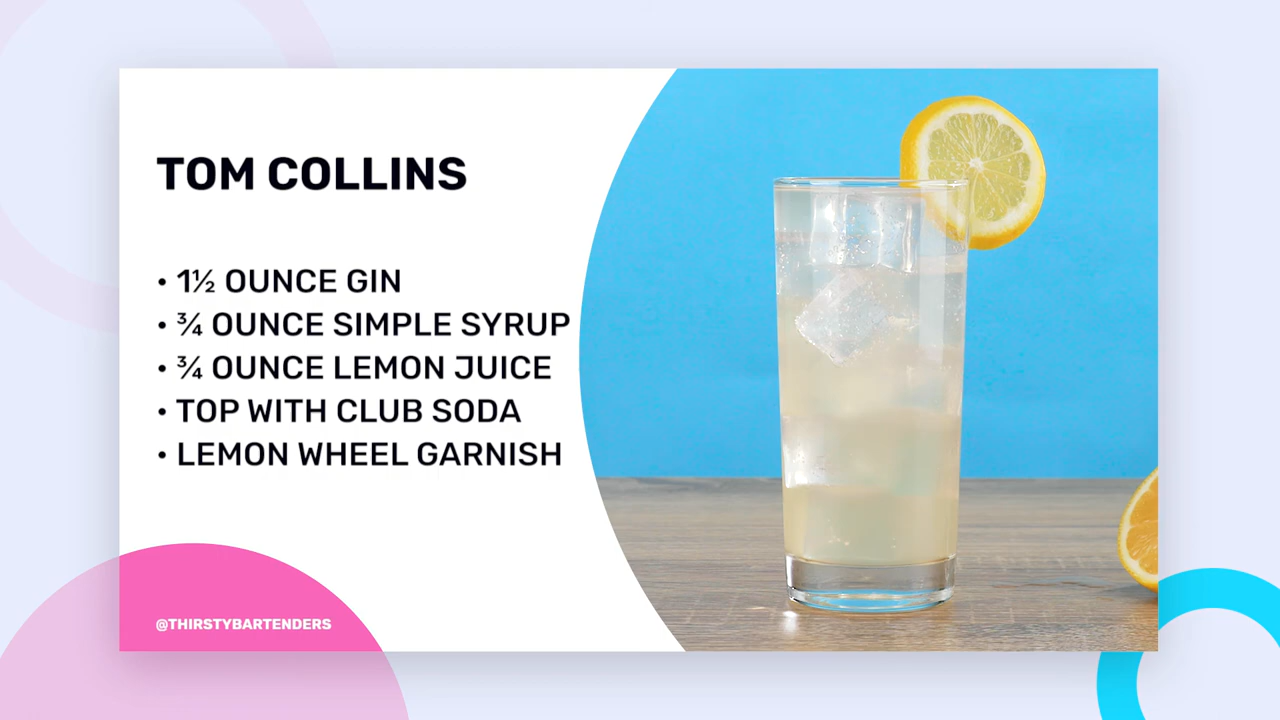 TOM COLLINS
• 1½ OUNCE GIN
• ¾ OUNCE SIMPLE SYRUP
• ¾ OUNCE LEMON JUICE
• TOP WITH CLUB SODA
• LEMON WHEEL GARNISH
@THIRSTYBARTENDERS